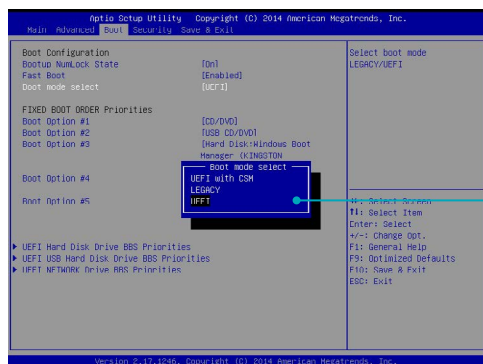 Aptio Setup Utility Copyright (C) 2014 American Megatrends, Inc.
Main Advanced Boot Security Save & Exit
Boot Configuration
Bootup NumLock State [On]
Fast Boot [Enabled]
Boot mode select [UEFI]
FIXED BOOT ORDER Priorities
Boot Option #1 [CD/DVD]
Boot Option #2 [USB CD/DVD]
Boot Option #3 [Hard Disk:Windows Boot
Manager (KINGSTON
Boot Option #4
Boot Option #5
Boot mode select
UEFI with CSM
LEGACY
UEFI
UEFI Hard Disk Drive BBS Priorities
UEFI USB Hard Disk Drive BBS Priorities
UEFI NETWORK Drive BBS Priorities
Select boot mode
LEGACY/UEFI
↔: Select Screen
↑↓: Select Item
Enter: Select
+/-: Change Opt.
F1: General Help
F9: Optimized Defaults
F10: Save & Exit
ESC: Exit
Version 2.17.1246. Copyright (C) 2014 American Megatrends, Inc.